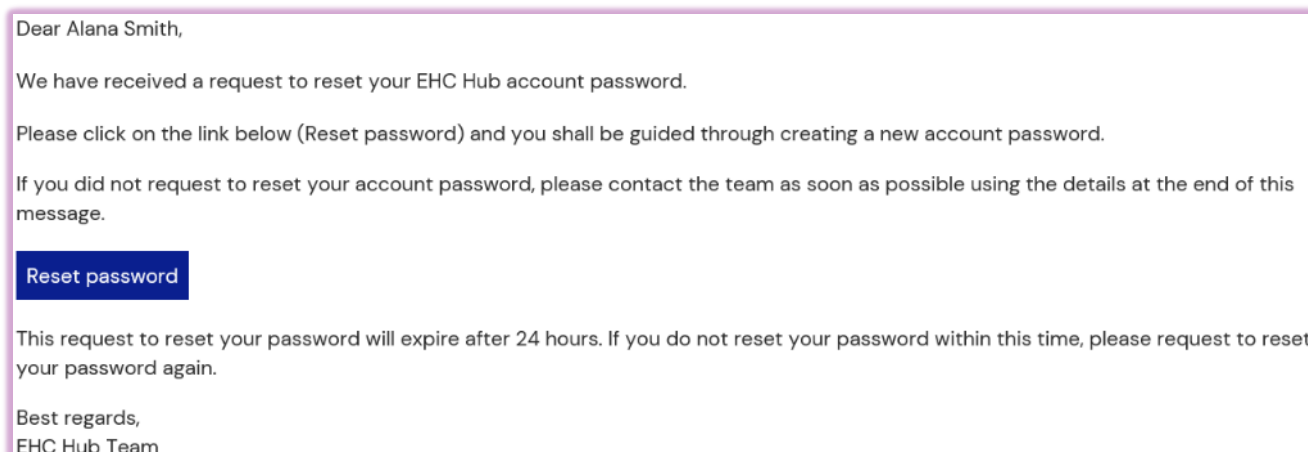 Dear Alana Smith,
We have received a request to reset your EHC Hub account password.
Please click on the link below (Reset password) and you shall be guided through creating a new account password.
If you did not request to reset your account password, please contact the team as soon as possible using the details at the end of this
message.
Reset password
This request to reset your password will expire after 24 hours. If you do not reset your password within this time, please request to reset
your password again.
Best regards,
EHC Hub Team